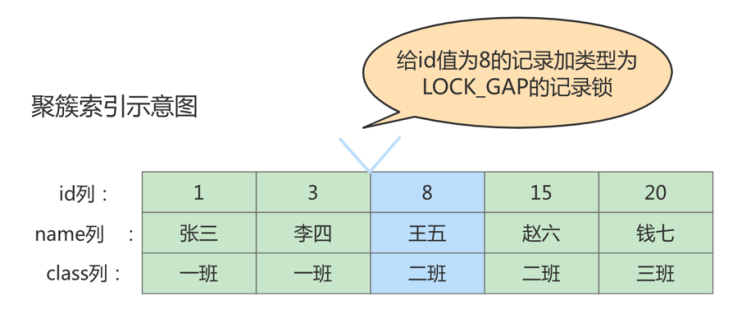 给id值为8的记录加类型为
LOCK_GAP的记录锁
聚簇索引示意图
id列： 1 3 8 15 20
name列 ： 张三 李四 王五 赵六 钱七
class列： 一班 一班 二班 二班 三班